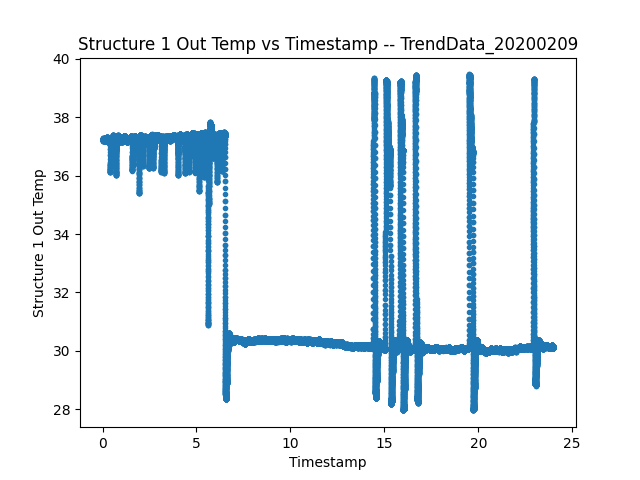 Structure 1 Out Temp vs Timestamp -- TrendData_20200209
40
38
36
34
32
30
28
Structure 1 Out Temp
0 5 10 15 20 25
Timestamp